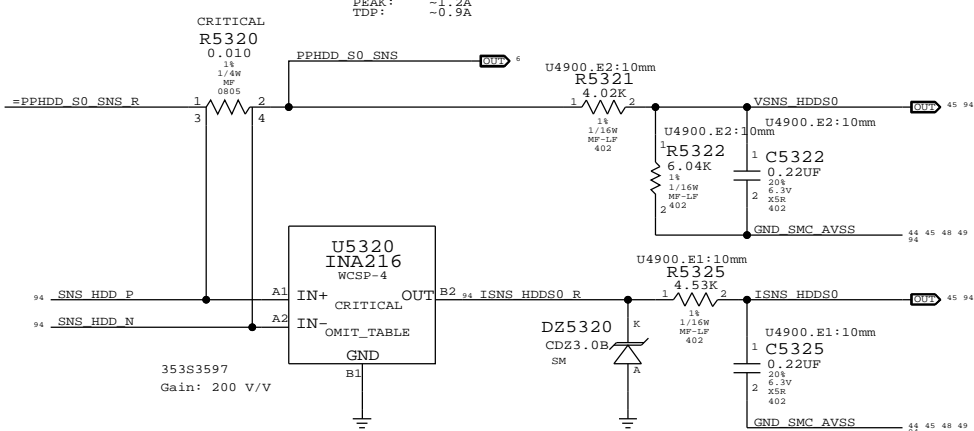 PEAK: ~1.2A
TDP: ~0.9A
CRITICAL
R5320
0.010
1%
1/4W
MF
0805
=PPHDD_S0_SNS_R
1
2
3
4
PPHDD_S0_SNS
OUT
6
U4900.E2:10mm
R5321
4.02K
1
2
1%
1/16W
MF-LF
402
VSNS_HDDS0
OUT
45 94
U4900.E2:10mm
1
R5322
6.04K
1%
1/16W
MF-LF
402
2
U4900.E2:10mm
1
C5322
0.22UF
20%
6.3V
X5R
402
2
GND_SMC_AVSS
44 45 48 49
94
U5320
INA216
WCSP-4
CRITICAL
OMIT_TABLE
94
SNS_HDD_P
A1
IN+
94
SNS_HDD_N
A2
IN-
GND
B1
OUT
B2
94
ISNS_HDDS0_R
353S3597
Gain: 200 V/V
DZ5320
CDZ3.0B
SM
K
A
U4900.E1:10mm
R5325
4.53K
1
2
1%
1/16W
MF-LF
402
ISNS_HDDS0
OUT
45 94
U4900.E1:10mm
1
C5325
0.22UF
20%
6.3V
X5R
402
2
GND_SMC_AVSS
44 45 48 49